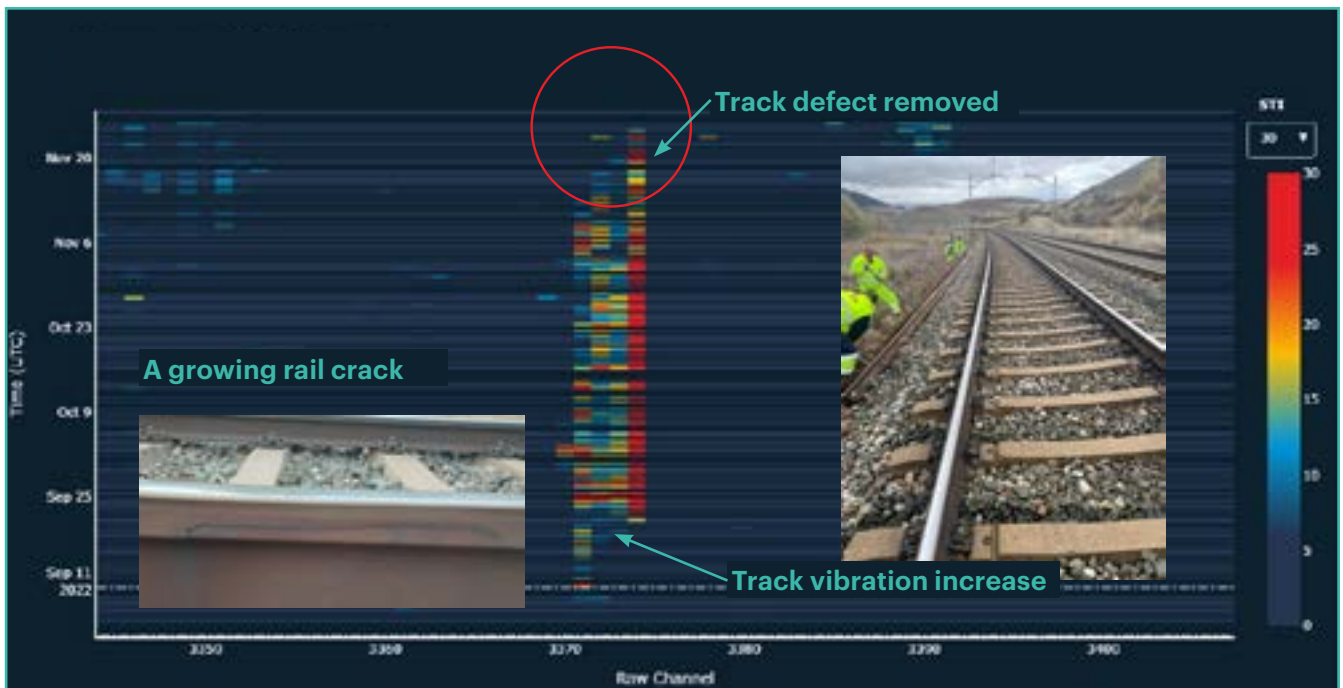 Track defect removed
STI
30
Nov 20
30
Nov 6
25
Oct 23
20
A growing rail crack
15
Time (UTC)
Oct 9
10
Sep 25
5
Track vibration increase
Sep 11
2022
0
3350
3360
3370
3380
3390
3400
Raw Channel